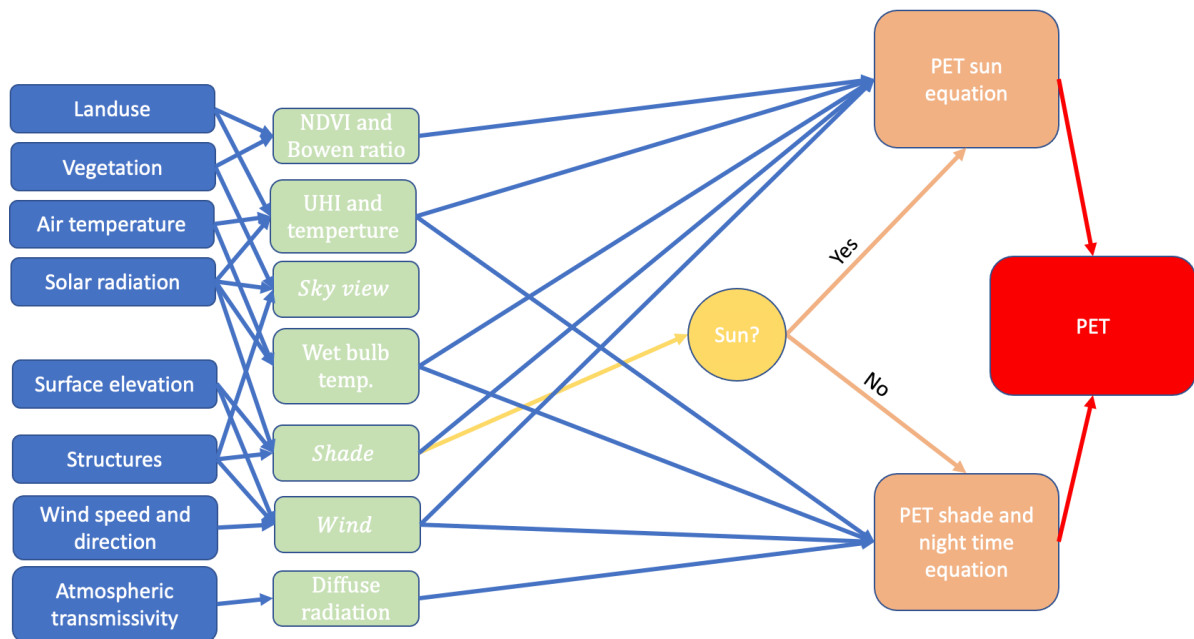 Landuse
Vegetation
Air temperature
Solar radiation
Surface elevation
Structures
Wind speed and
direction
Atmospheric
transmissivity
NDVI and
Bowen ratio
UHI and
temperture
Sky view
Wet bulb
temp.
Shade
Wind
Diffuse
radiation
Sun?
Yes
No
PET sun
equation
PET shade and
night time
equation
PET